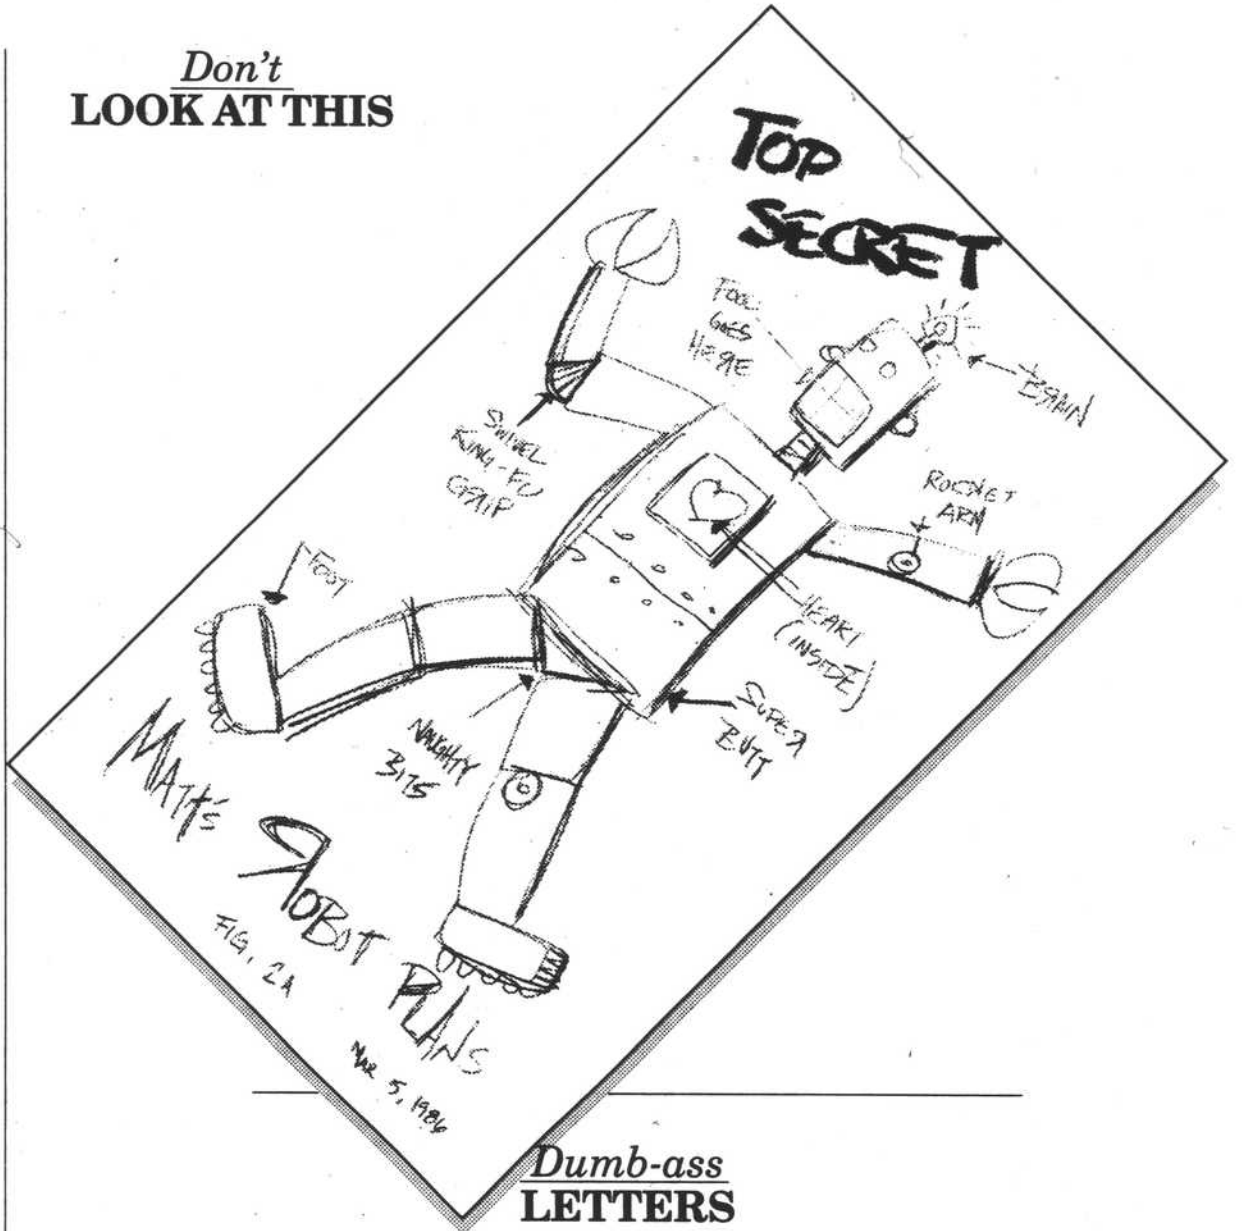 Don't
LOOK AT THIS
TOP
SECRET
FOOD
GOES
HERE
BRAIN
SWIVEL
KUNG-FU
GRIP
ROCKET
ARM
FOOT
HEART
(INSIDE)
SUPER
BUTT
NAUGHTY
BITS
MATT'S
ROBOT PLANS
FIG. 2A
MAR 5, 1986
Dumb-ass
LETTERS